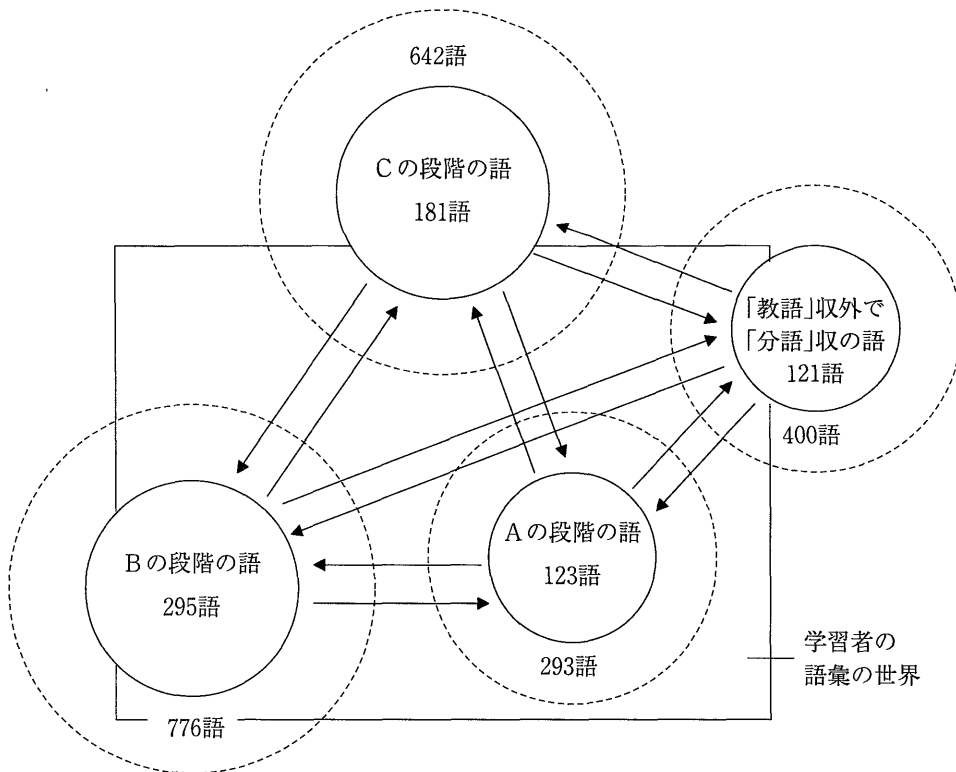 642語
Cの段階の語
181語
「教語」収外で
「分語」収の語
121語
400語
Aの段階の語
123語
293語
Bの段階の語
295語
776語
学習者の
語彙の世界